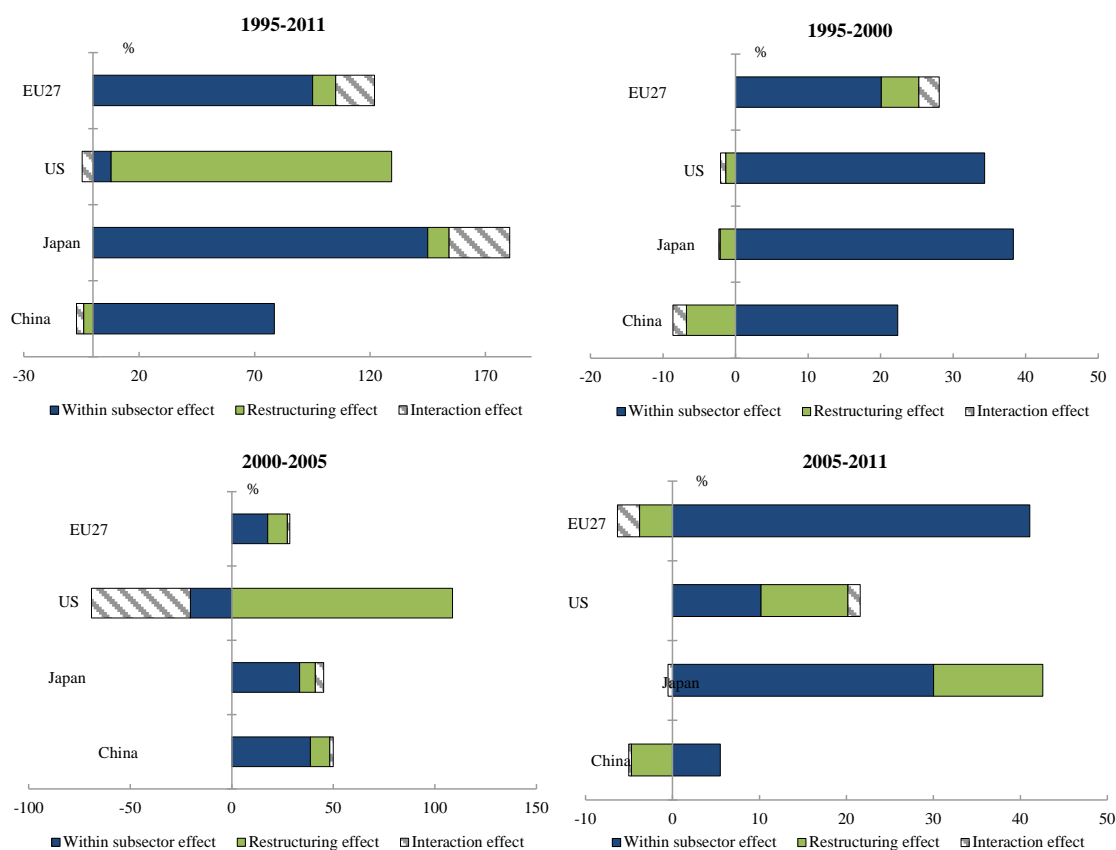 1995-2011
%
EU27
US
Japan
China
-30 20 70 120 170
Within subsector effect Restructuring effect Interaction effect
1995-2000
%
EU27
US
Japan
China
-20 -10 0 10 20 30 40 50
Within subsector effect Restructuring effect Interaction effect
2000-2005
%
EU27
US
Japan
China
-100 -50 0 50 100 150
Within subsector effect Restructuring effect Interaction effect
2005-2011
%
EU27
US
Japan
China
-10 0 10 20 30 40 50
Within subsector effect Restructuring effect Interaction effect